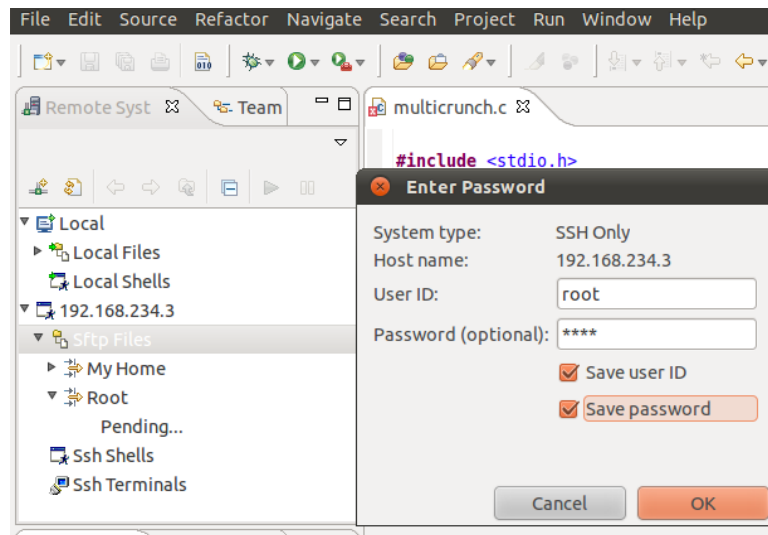 File Edit Source Refactor Navigate Search Project Run Window Help
010
Remote Syst Team
multicrunch.c
#include <stdio.h>
Enter Password
Local
Local Files
Local Shells
192.168.234.3
Sftp Files
My Home
Root
Pending...
Ssh Shells
Ssh Terminals
System type: SSH Only
Host name: 192.168.234.3
User ID: root
Password (optional): ****
Save user ID
Save password
Cancel OK